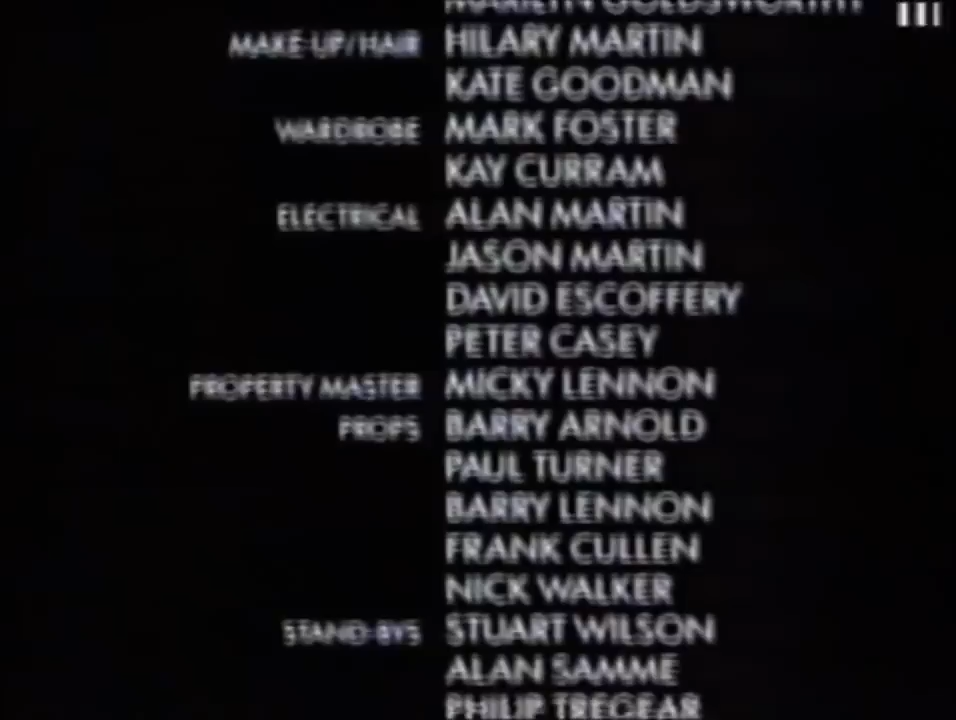 MARILYN GOLDSWORTHY
MAKE-UP/HAIR HILARY MARTIN
KATE GOODMAN
WARDROBE MARK FOSTER
KAY CURRAM
ELECTRICAL ALAN MARTIN
JASON MARTIN
DAVID ESCOFFERY
PETER CASEY
PROPERTY MASTER MICKY LENNON
PROPS BARRY ARNOLD
PAUL TURNER
BARRY LENNON
FRANK CULLEN
NICK WALKER
STAND-BYS STUART WILSON
ALAN SAMME
PHILIP TREGEAR